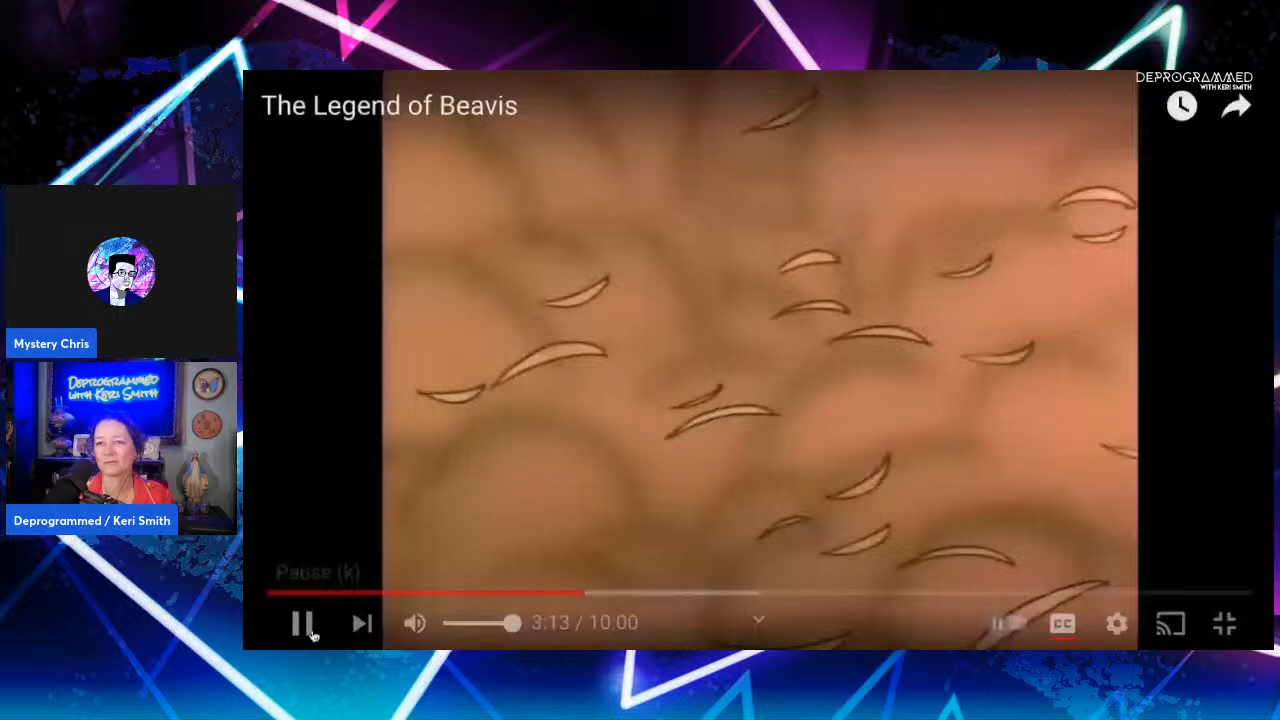 DEPROGRAMMED
WITH KERI SMITH
The Legend of Beavis
Mystery Chris
DEPROGRAMMED
WITH KERI SMITH
Deprogrammed / Keri Smith
Pause (k)
3:13 / 10:00
CC